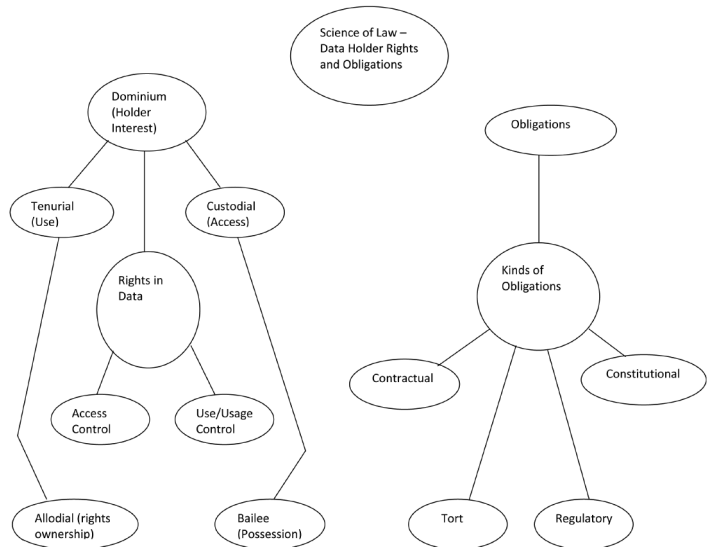 Science of Law –
Data Holder Rights
and Obligations
Dominium
(Holder
Interest)
Obligations
Tenurial
(Use)
Custodial
(Access)
Rights in
Data
Kinds of
Obligations
Contractual
Constitutional
Access
Control
Use/Usage
Control
Allodial (rights
ownership)
Bailee
(Possession)
Tort
Regulatory